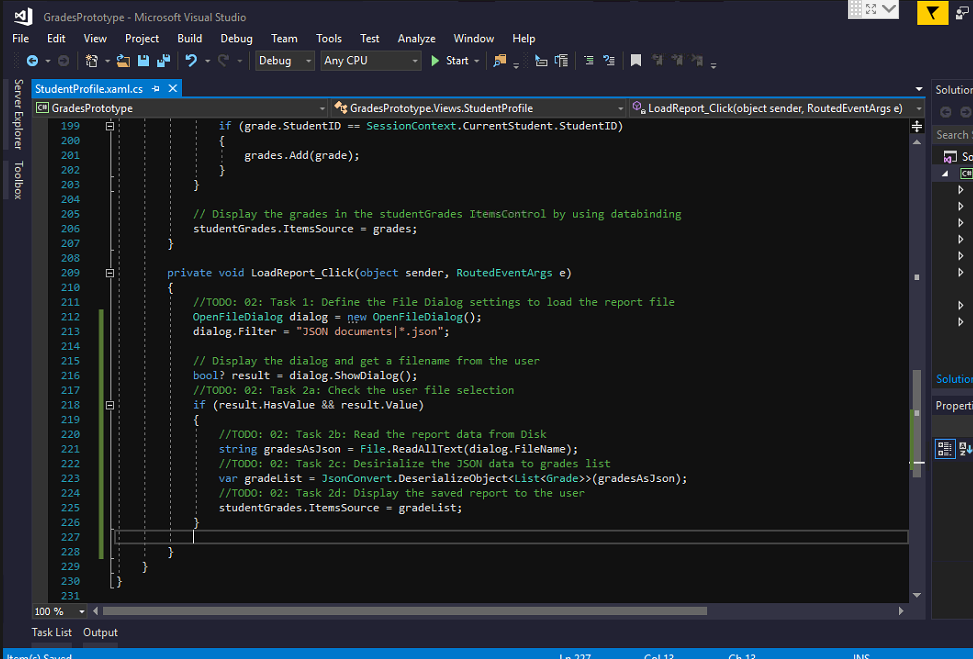 GradesPrototype - Microsoft Visual Studio
File Edit View Project Build Debug Team Tools Test Analyze Window Help
Debug Any CPU Start
Server Explorer
Toolbox
StudentProfile.xaml.cs
GradesPrototype GradesPrototype.Views.StudentProfile LoadReport_Click(object sender, RoutedEventArgs e)
199 if (grade.StudentID == SessionContext.CurrentStudent.StudentID)
200 {
201 grades.Add(grade);
202 }
203 }
204
205 // Display the grades in the studentGrades ItemsControl by using databinding
206 studentGrades.ItemsSource = grades;
207 }
208
209 private void LoadReport_Click(object sender, RoutedEventArgs e)
210 {
211 //TODO: 02: Task 1: Define the File Dialog settings to load the report file
212 OpenFileDialog dialog = new OpenFileDialog();
213 dialog.Filter = "JSON documents|*.json";
214
215 // Display the dialog and get a filename from the user
216 bool? result = dialog.ShowDialog();
217 //TODO: 02: Task 2a: Check the user file selection
218 if (result.HasValue && result.Value)
219 {
220 //TODO: 02: Task 2b: Read the report data from Disk
221 string gradesAsJson = File.ReadAllText(dialog.FileName);
222 //TODO: 02: Task 2c: Desirialize the JSON data to grades list
223 var gradeList = JsonConvert.DeserializeObject<List<Grade>>(gradesAsJson);
224 //TODO: 02: Task 2d: Display the saved report to the user
225 studentGrades.ItemsSource = gradeList;
226 }
227
228 }
229 }
230 }
231
100 %
Solution
Search
So
C#
Solution
Properti
Task List Output
Item(s) Saved Ln 227 Col 13 Ch 13 INS